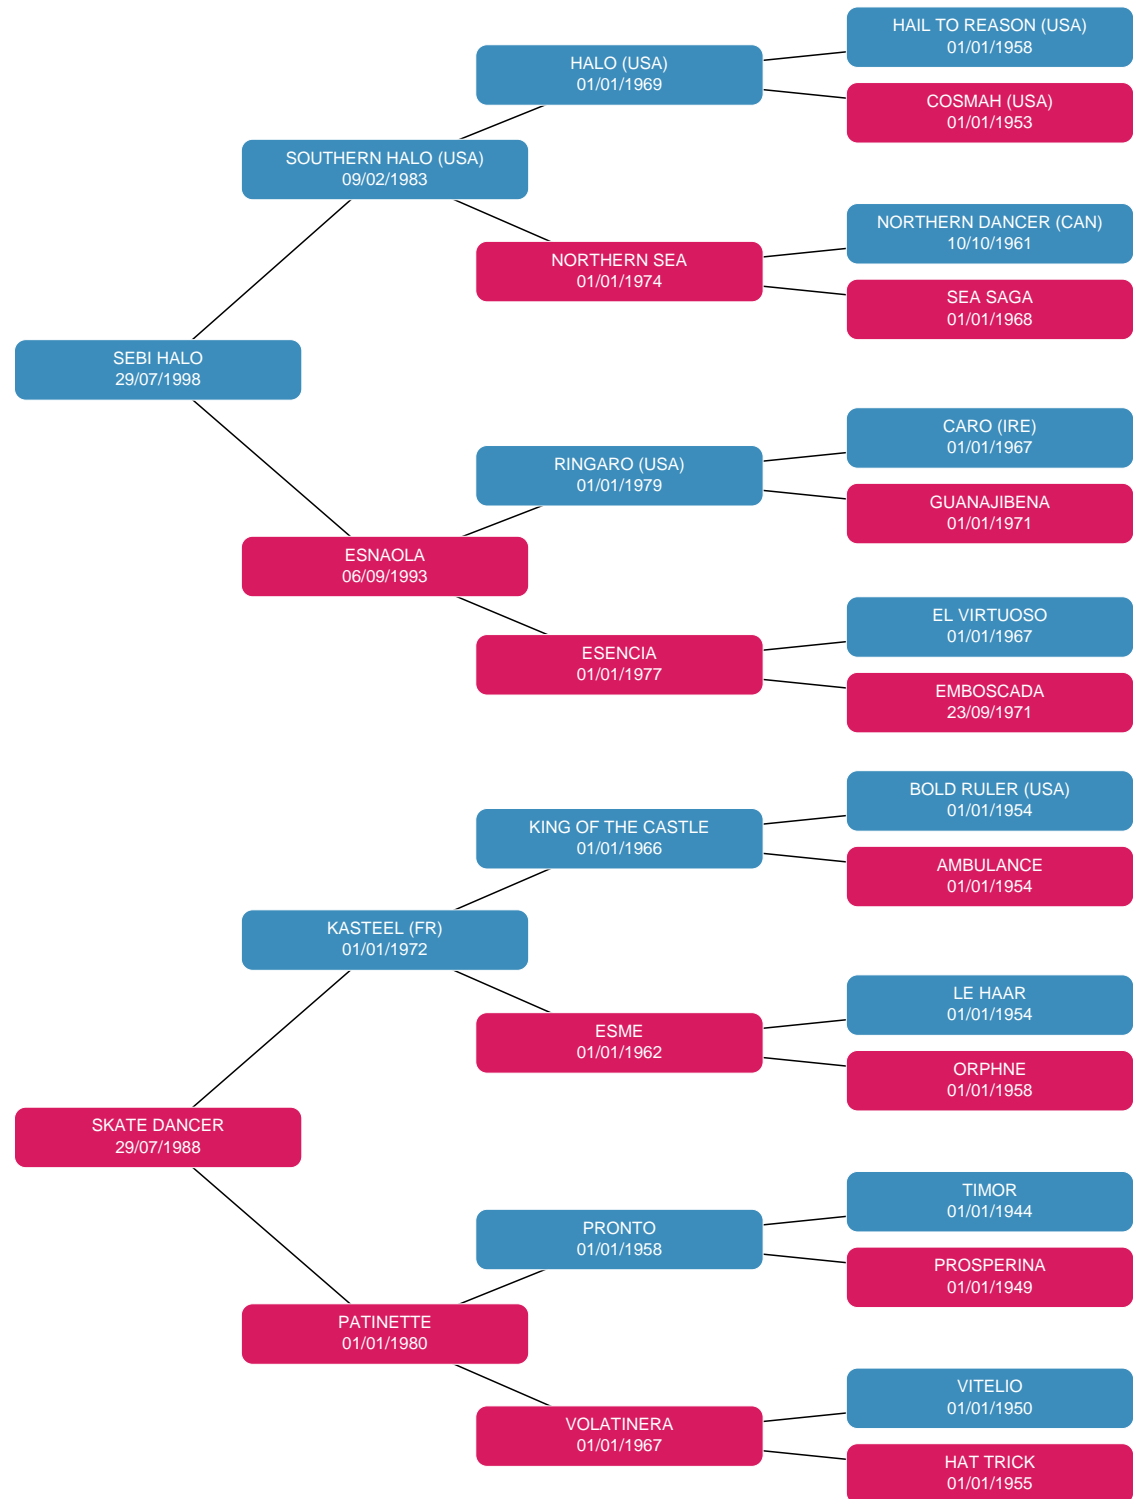 HAIL TO REASON (USA)
01/01/1958
HALO (USA)
01/01/1969
COSMAH (USA)
01/01/1953
SOUTHERN HALO (USA)
09/02/1983
NORTHERN DANCER (CAN)
10/10/1961
NORTHERN SEA
01/01/1974
SEA SAGA
01/01/1968
SEBI HALO
29/07/1998
CARO (IRE)
01/01/1967
RINGARO (USA)
01/01/1979
GUANAJIBENA
01/01/1971
ESNAOLA
06/09/1993
EL VIRTUOSO
01/01/1967
ESENCIA
01/01/1977
EMBOSCADA
23/09/1971
BOLD RULER (USA)
01/01/1954
KING OF THE CASTLE
01/01/1966
AMBULANCE
01/01/1954
KASTEEL (FR)
01/01/1972
LE HAAR
01/01/1954
ESME
01/01/1962
ORPHNE
01/01/1958
SKATE DANCER
29/07/1988
TIMOR
01/01/1944
PRONTO
01/01/1958
PROSPERINA
01/01/1949
PATINETTE
01/01/1980
VITELIO
01/01/1950
VOLATINERA
01/01/1967
HAT TRICK
01/01/1955